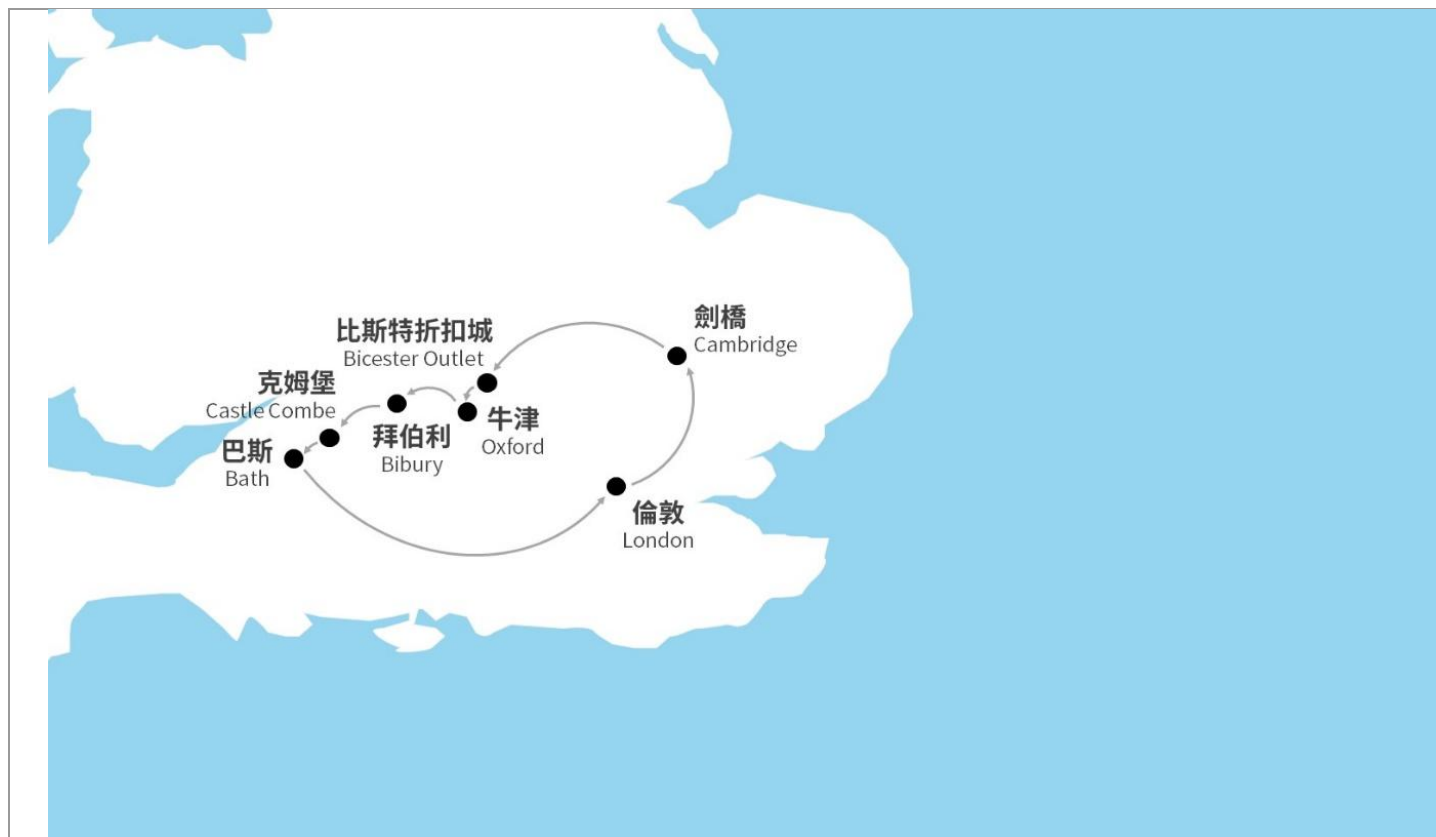 劍橋
Cambridge
比斯特折扣城
Bicester Outlet
克姆堡
Castle Combe
牛津
Oxford
拜伯利
Bibury
巴斯
Bath
倫敦
London